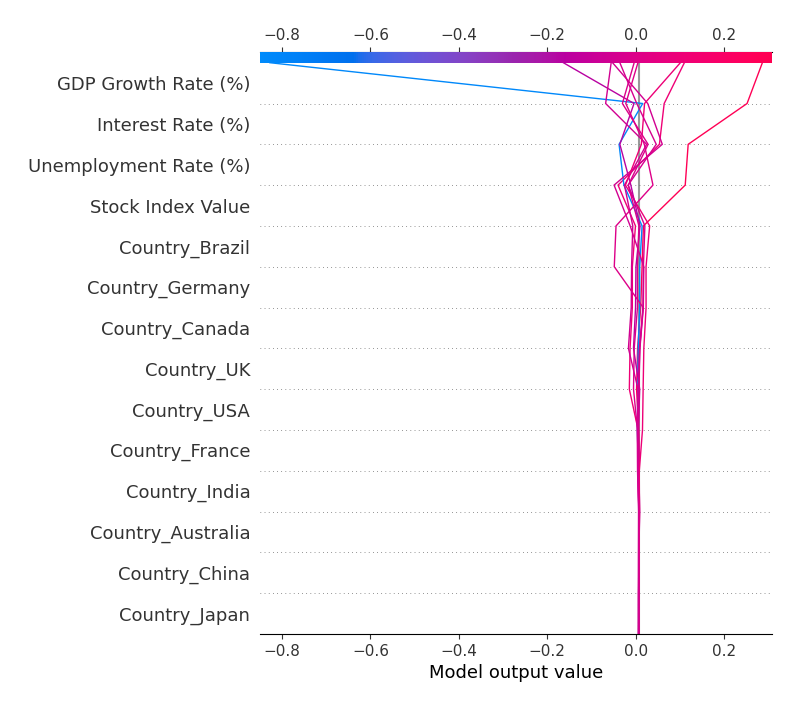 −0.8 −0.6 −0.4 −0.2 0.0 0.2
GDP Growth Rate (%)
Interest Rate (%)
Unemployment Rate (%)
Stock Index Value
Country_Brazil
Country_Germany
Country_Canada
Country_UK
Country_USA
Country_France
Country_India
Country_Australia
Country_China
Country_Japan
−0.8 −0.6 −0.4 −0.2 0.0 0.2
Model output value